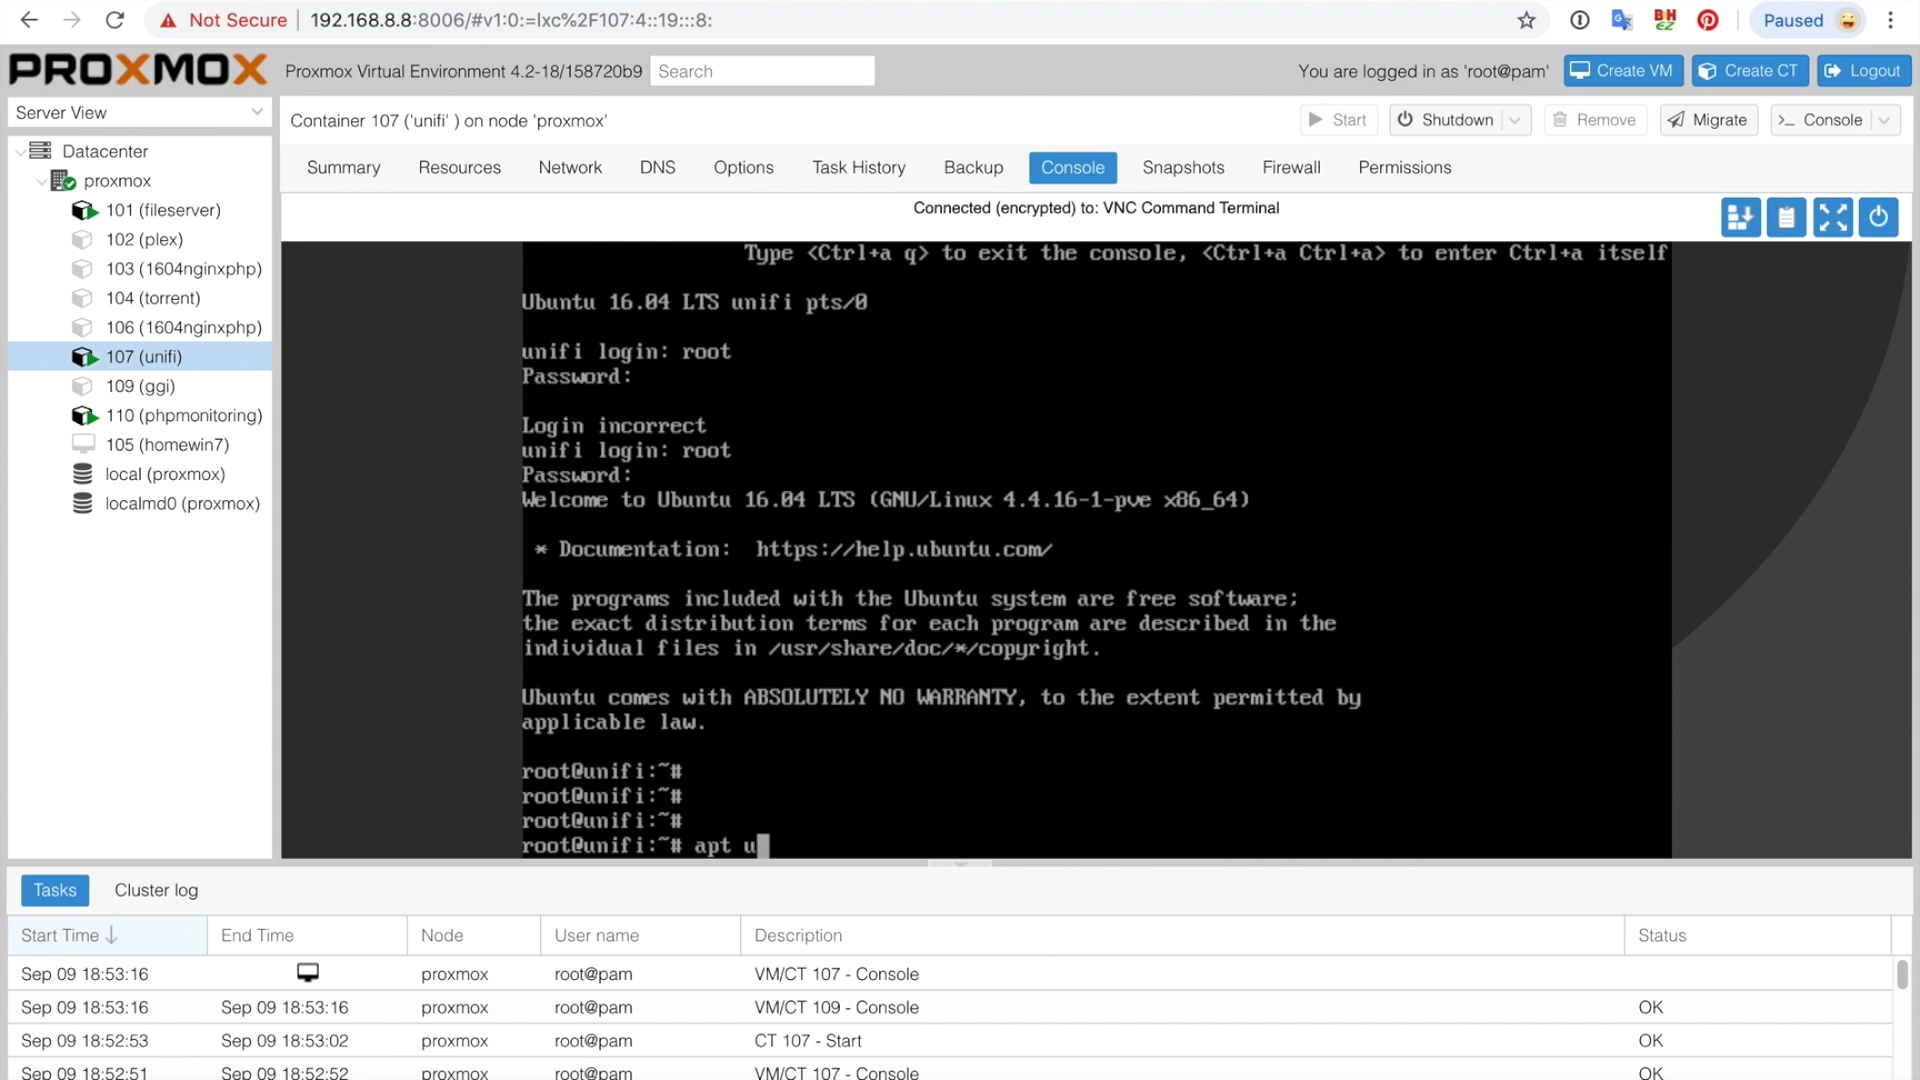 Not Secure 192.168.8.8:8006/#v1:0:=lxc%2F107:4::19:::8: BH EZ Paused
PROXMOX Proxmox Virtual Environment 4.2-18/158720b9 Search You are logged in as 'root@pam' Create VM Create CT Logout
Server View
Container 107 ('unifi' ) on node 'proxmox' Start Shutdown Remove Migrate >_ Console
Summary Resources Network DNS Options Task History Backup Console Snapshots Firewall Permissions
Datacenter
proxmox
101 (fileserver)
102 (plex)
103 (1604nginxphp)
104 (torrent)
106 (1604nginxphp)
107 (unifi)
109 (ggi)
110 (phpmonitoring)
105 (homewin7)
local (proxmox)
localmd0 (proxmox)
Connected (encrypted) to: VNC Command Terminal
Type <Ctrl+a q> to exit the console, <Ctrl+a Ctrl+a> to enter Ctrl+a itself
Ubuntu 16.04 LTS unifi pts/0
unifi login: root
Password:
Login incorrect
unifi login: root
Password:
Welcome to Ubuntu 16.04 LTS (GNU/Linux 4.4.16-1-pve x86_64)
* Documentation: https://help.ubuntu.com/
The programs included with the Ubuntu system are free software;
the exact distribution terms for each program are described in the
individual files in /usr/share/doc/*/copyright.
Ubuntu comes with ABSOLUTELY NO WARRANTY, to the extent permitted by
applicable law.
root@unifi:~#
root@unifi:~#
root@unifi:~#
root@unifi:~# apt u
Tasks Cluster log
Start Time End Time Node User name Description Status
Sep 09 18:53:16 proxmox root@pam VM/CT 107 - Console
Sep 09 18:53:16 Sep 09 18:53:16 proxmox root@pam VM/CT 109 - Console OK
Sep 09 18:52:53 Sep 09 18:53:02 proxmox root@pam CT 107 - Start OK
Sep 09 18:52:51 Sep 09 18:52:52 proxmox root@pam VM/CT 107 - Console OK